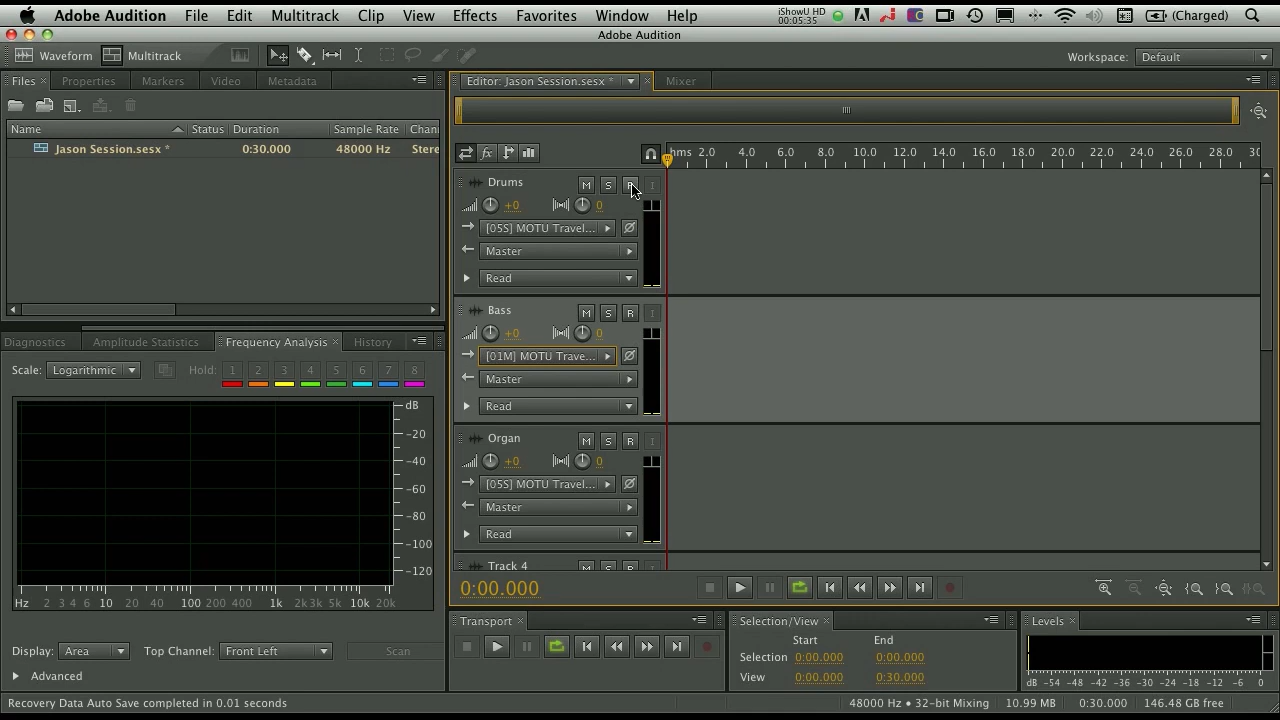 Adobe Audition File Edit Multitrack Clip View Effects Favorites Window Help iShowU HD 00:05:35 4 (Charged)
Adobe Audition
Waveform Multitrack Workspace: Default
Files × Properties Markers Video Metadata Editor: Jason Session.sesx * × Mixer
Name Status Duration Sample Rate Chann
Jason Session.sesx * 0:30.000 48000 Hz Stere
fx hms 2.0 4.0 6.0 8.0 10.0 12.0 14.0 16.0 18.0 20.0 22.0 24.0 26.0 28.0 30
Drums M S R I
+0 0
[05S] MOTU Travel... Ø
Master
Read
Bass M S R I
+0 0
[01M] MOTU Trave... Ø
Master
Read
Organ M S R I
+0 0
[05S] MOTU Travel... Ø
Master
Read
Track 4 M S R I
0:00.000
Diagnostics Amplitude Statistics Frequency Analysis × History
Scale: Logarithmic Hold: 1 2 3 4 5 6 7 8
dB
-20
-40
-60
-80
-100
-120
Hz 2 3 4 6 10 20 40 60 100 200 400 1k 2k 3k 5k 10k 20k
Display: Area Top Channel: Front Left Scan
Advanced
Transport × Selection/View × Levels ×
Start End
Selection 0:00.000 0:00.000
View 0:00.000 0:30.000
dB -54 -48 -42 -36 -30 -24 -18 -12 -6 0
Recovery Data Auto Save completed in 0.01 seconds 48000 Hz • 32-bit Mixing 10.99 MB 0:30.000 146.48 GB free